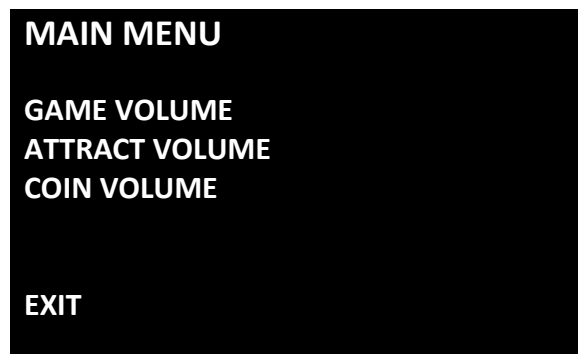 MAIN MENU
GAME VOLUME
ATTRACT VOLUME
COIN VOLUME
EXIT